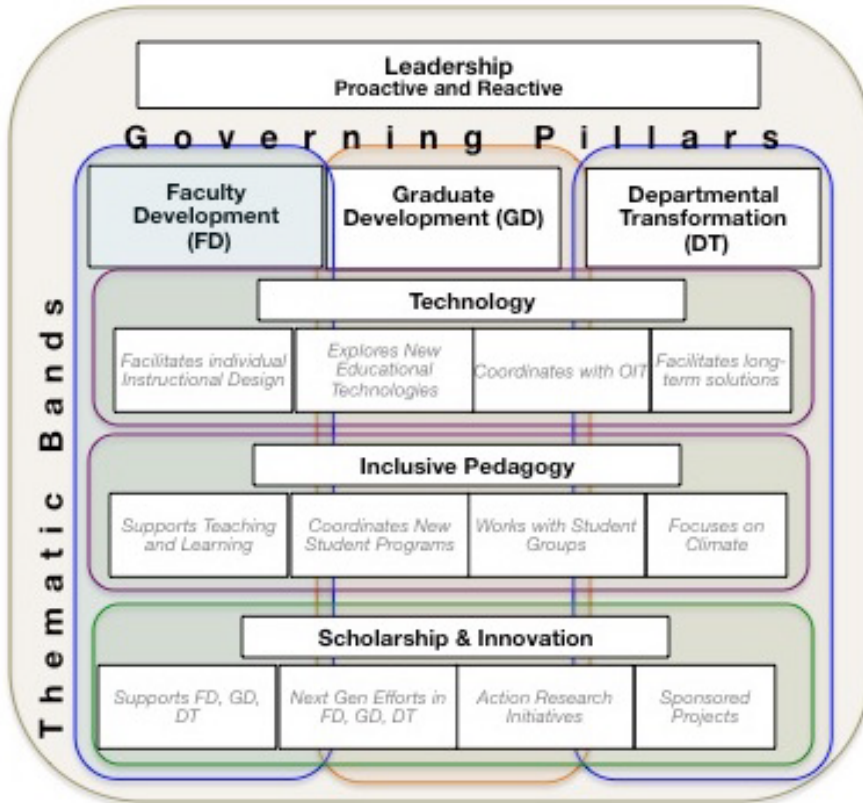 Leadership
Proactive and Reactive
Governing Pillars
Faculty
Development
(FD)
Graduate
Development (GD)
Departmental
Transformation
(DT)
Thematic Bands
Technology
Facilitates individual
Instructional Design
Explores New
Educational
Technologies
Coordinates with OIT
Facilitates long-
term solutions
Inclusive Pedagogy
Supports Teaching
and Learning
Coordinates New
Student Programs
Works with Student
Groups
Focuses on
Climate
Scholarship & Innovation
Supports FD, GD,
DT
Next Gen Efforts in
FD, GD, DT
Action Research
Initiatives
Sponsored
Projects